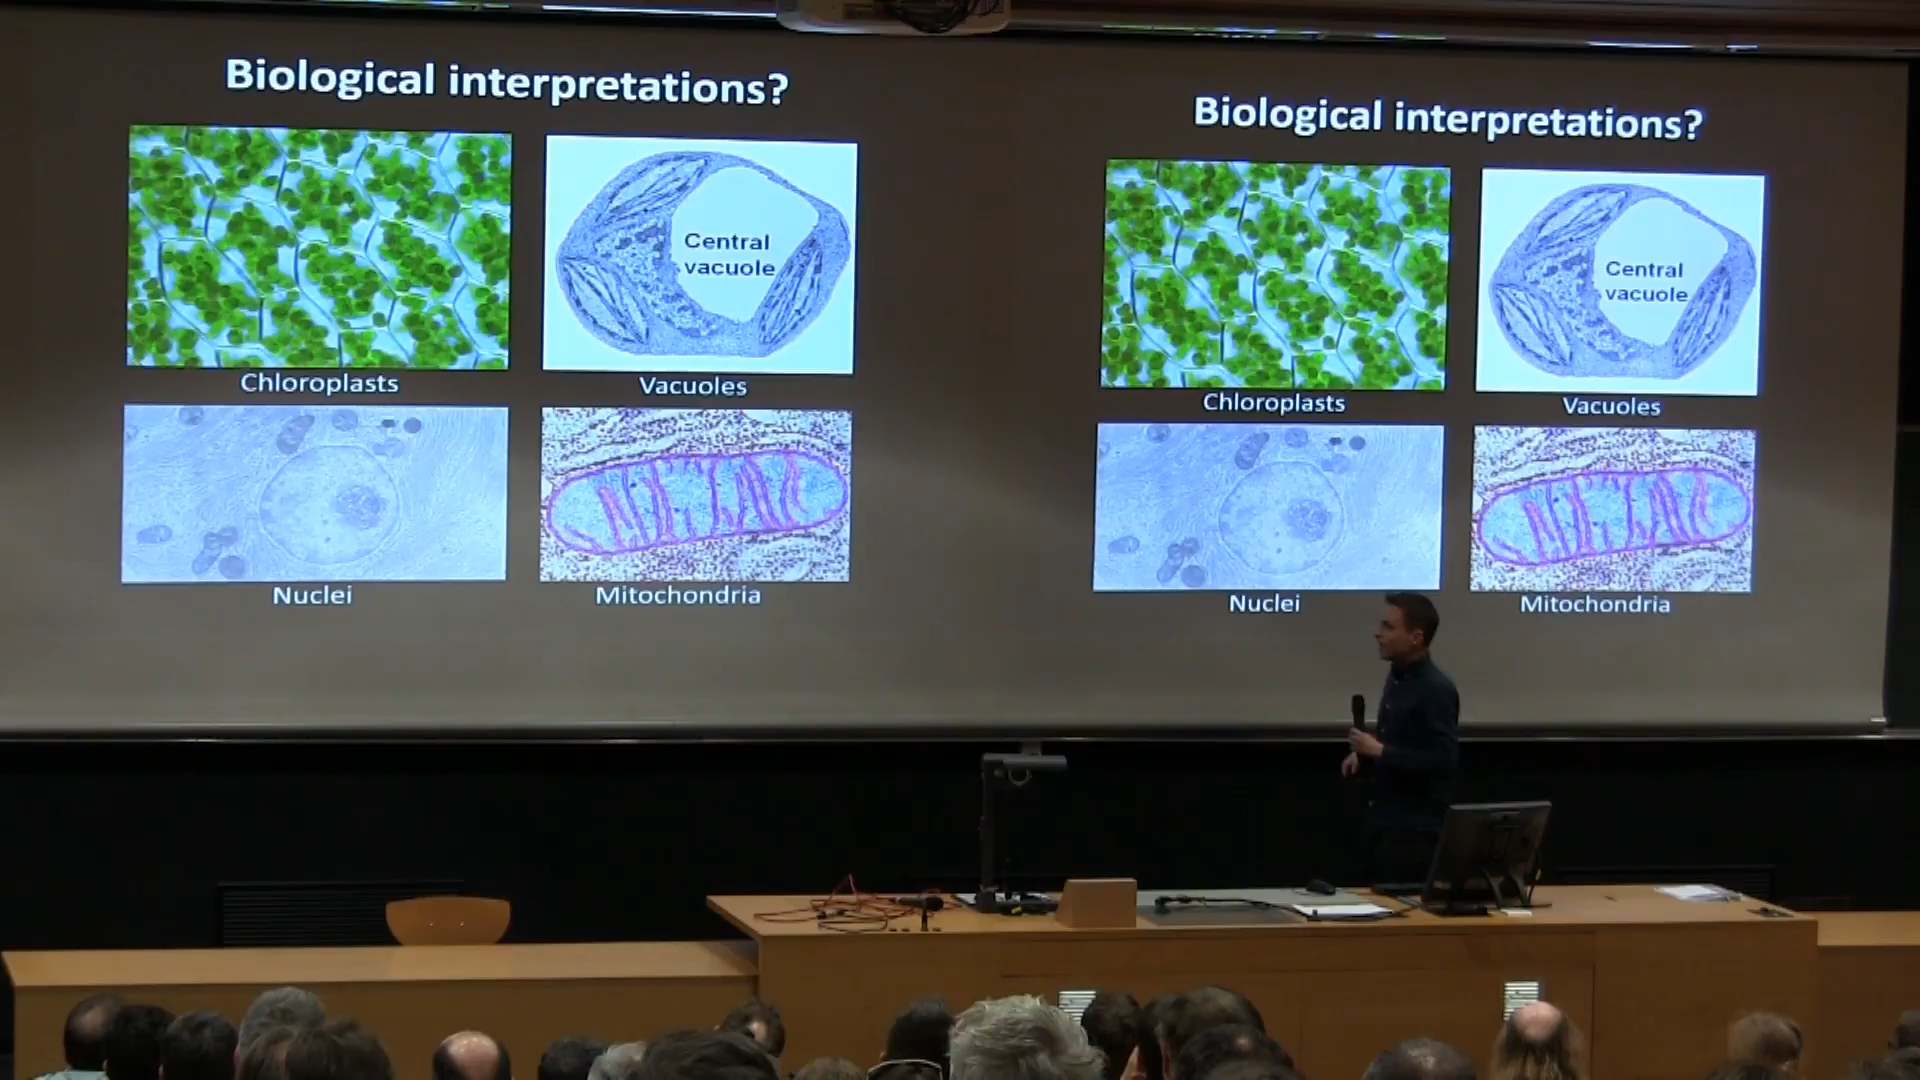 Biological interpretations?
Central
vacuole
Chloroplasts
Vacuoles
Nuclei
Mitochondria
Biological interpretations?
Central
vacuole
Chloroplasts
Vacuoles
Nuclei
Mitochondria